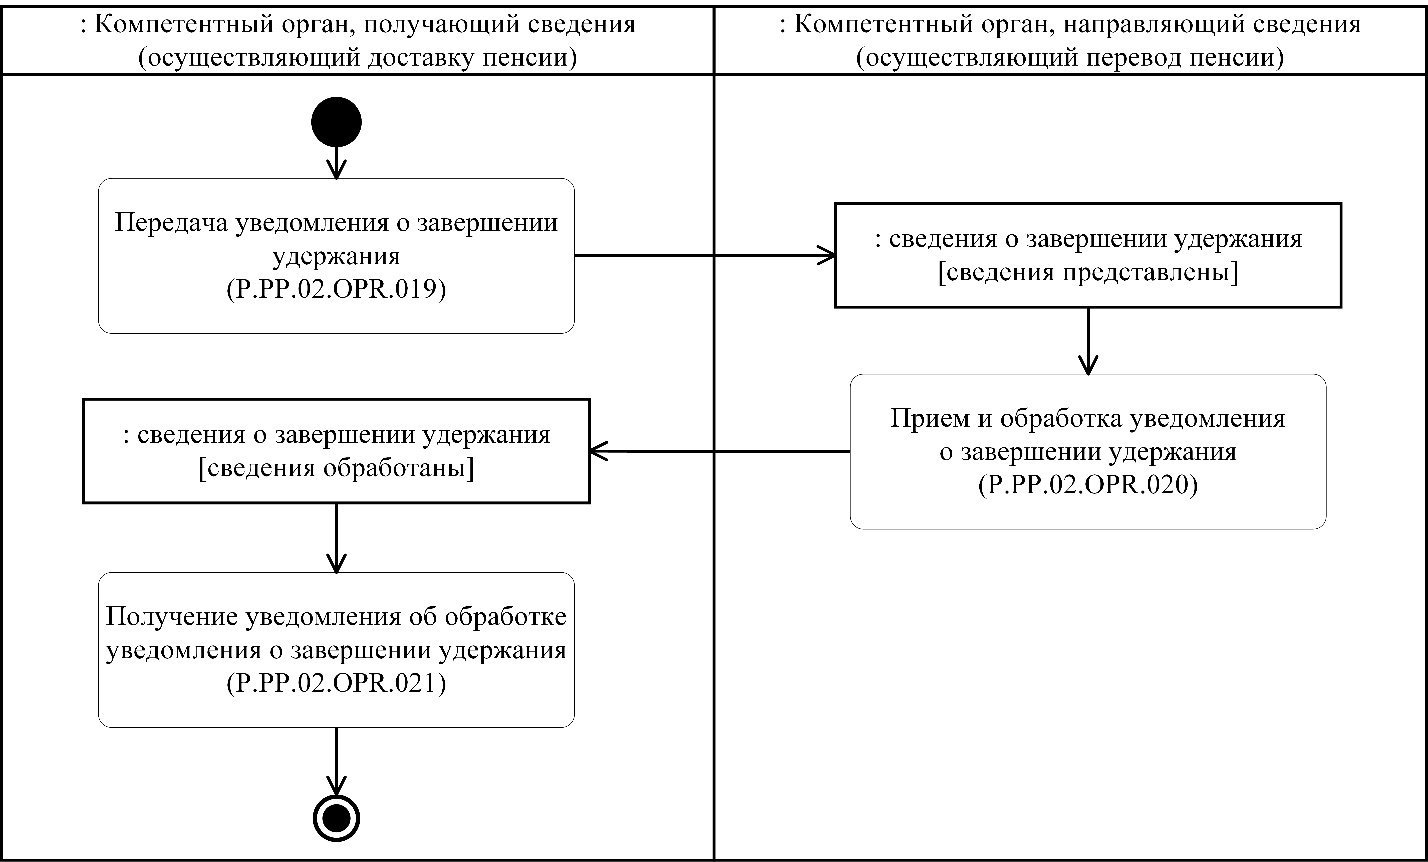 : Компетентный орган, получающий сведения
(осуществляющий доставку пенсии)
: Компетентный орган, направляющий сведения
(осуществляющий перевод пенсии)
Передача уведомления о завершении
удержания
(P.PP.02.OPR.019)
: сведения о завершении удержания
[сведения представлены]
Прием и обработка уведомления
о завершении удержания
(P.PP.02.OPR.020)
: сведения о завершении удержания
[сведения обработаны]
Получение уведомления об обработке
уведомления о завершении удержания
(P.PP.02.OPR.021)